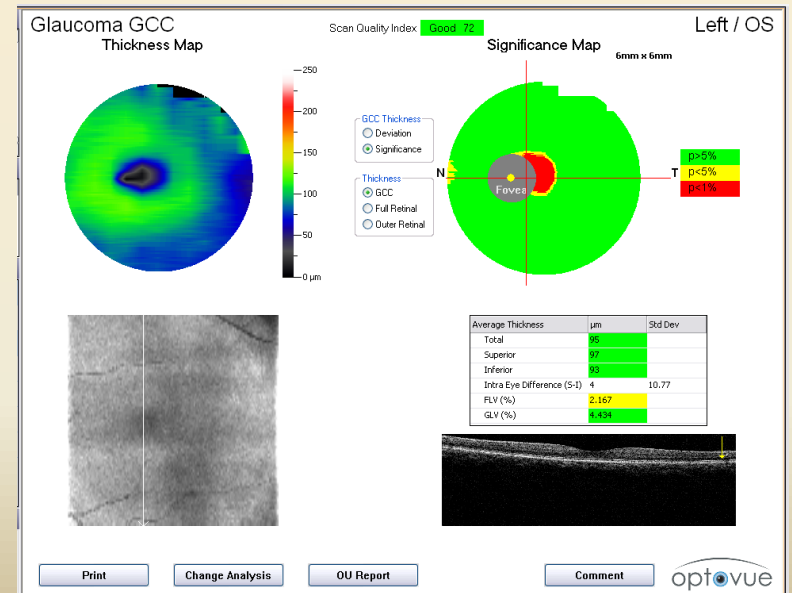 Glaucoma GCC
Scan Quality Index Good 72
Left / OS
Thickness Map
Significance Map
6mm x 6mm
250
200
150
100
50
0 µm
GCC Thickness
Deviation
Significance
Thickness
GCC
Full Retinal
Outer Retinal
N
Fovea
T
p>5%
p<5%
p<1%
Average Thickness µm Std Dev
Total 95
Superior 97
Inferior 93
Intra Eye Difference (S-I) 4 10.77
FLV (%) 2.167
GLV (%) 4.434
Print
Change Analysis
OU Report
Comment
optovue